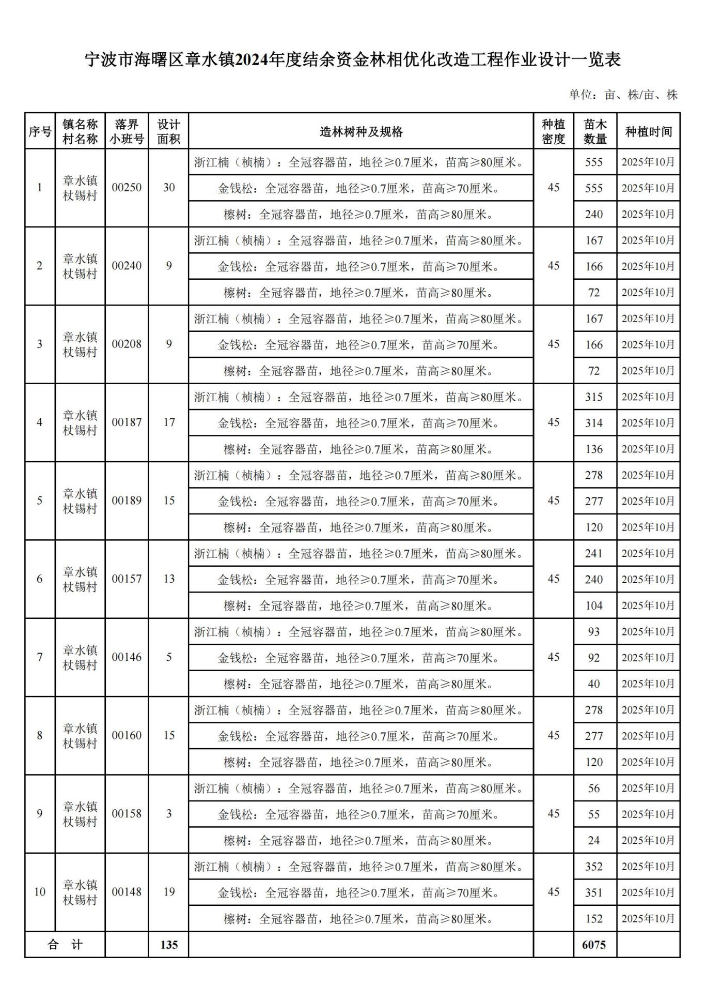 宁波市海曙区章水镇2024年度结余资金林相优化改造工程作业设计一览表
单位：亩、株/亩、株
序号 镇名称 村名称 落界 小班号 设计 面积 造林树种及规格 种植 密度 苗木 数量 种植时间
1 章水镇 杖锡村 00250 30 浙江楠（桢楠）：全冠容器苗，地径≥0.7厘米，苗高≥80厘米。 45 555 2025年10月
金钱松：全冠容器苗，地径≥0.7厘米，苗高≥70厘米。 555 2025年10月
檫树：全冠容器苗，地径≥0.7厘米，苗高≥80厘米。 240 2025年10月
2 章水镇 杖锡村 00240 9 浙江楠（桢楠）：全冠容器苗，地径≥0.7厘米，苗高≥80厘米。 45 167 2025年10月
金钱松：全冠容器苗，地径≥0.7厘米，苗高≥70厘米。 166 2025年10月
檫树：全冠容器苗，地径≥0.7厘米，苗高≥80厘米。 72 2025年10月
3 章水镇 杖锡村 00208 9 浙江楠（桢楠）：全冠容器苗，地径≥0.7厘米，苗高≥80厘米。 45 167 2025年10月
金钱松：全冠容器苗，地径≥0.7厘米，苗高≥70厘米。 166 2025年10月
檫树：全冠容器苗，地径≥0.7厘米，苗高≥80厘米。 72 2025年10月
4 章水镇 杖锡村 00187 17 浙江楠（桢楠）：全冠容器苗，地径≥0.7厘米，苗高≥80厘米。 45 315 2025年10月
金钱松：全冠容器苗，地径≥0.7厘米，苗高≥70厘米。 314 2025年10月
檫树：全冠容器苗，地径≥0.7厘米，苗高≥80厘米。 136 2025年10月
5 章水镇 杖锡村 00189 15 浙江楠（桢楠）：全冠容器苗，地径≥0.7厘米，苗高≥80厘米。 45 278 2025年10月
金钱松：全冠容器苗，地径≥0.7厘米，苗高≥70厘米。 277 2025年10月
檫树：全冠容器苗，地径≥0.7厘米，苗高≥80厘米。 120 2025年10月
6 章水镇 杖锡村 00157 13 浙江楠（桢楠）：全冠容器苗，地径≥0.7厘米，苗高≥80厘米。 45 241 2025年10月
金钱松：全冠容器苗，地径≥0.7厘米，苗高≥70厘米。 240 2025年10月
檫树：全冠容器苗，地径≥0.7厘米，苗高≥80厘米。 104 2025年10月
7 章水镇 杖锡村 00146 5 浙江楠（桢楠）：全冠容器苗，地径≥0.7厘米，苗高≥80厘米。 45 93 2025年10月
金钱松：全冠容器苗，地径≥0.7厘米，苗高≥70厘米。 92 2025年10月
檫树：全冠容器苗，地径≥0.7厘米，苗高≥80厘米。 40 2025年10月
8 章水镇 杖锡村 00160 15 浙江楠（桢楠）：全冠容器苗，地径≥0.7厘米，苗高≥80厘米。 45 278 2025年10月
金钱松：全冠容器苗，地径≥0.7厘米，苗高≥70厘米。 277 2025年10月
檫树：全冠容器苗，地径≥0.7厘米，苗高≥80厘米。 120 2025年10月
9 章水镇 杖锡村 00158 3 浙江楠（桢楠）：全冠容器苗，地径≥0.7厘米，苗高≥80厘米。 45 56 2025年10月
金钱松：全冠容器苗，地径≥0.7厘米，苗高≥70厘米。 55 2025年10月
檫树：全冠容器苗，地径≥0.7厘米，苗高≥80厘米。 24 2025年10月
10 章水镇 杖锡村 00148 19 浙江楠（桢楠）：全冠容器苗，地径≥0.7厘米，苗高≥80厘米。 45 352 2025年10月
金钱松：全冠容器苗，地径≥0.7厘米，苗高≥70厘米。 351 2025年10月
檫树：全冠容器苗，地径≥0.7厘米，苗高≥80厘米。 152 2025年10月
合 计 135 6075